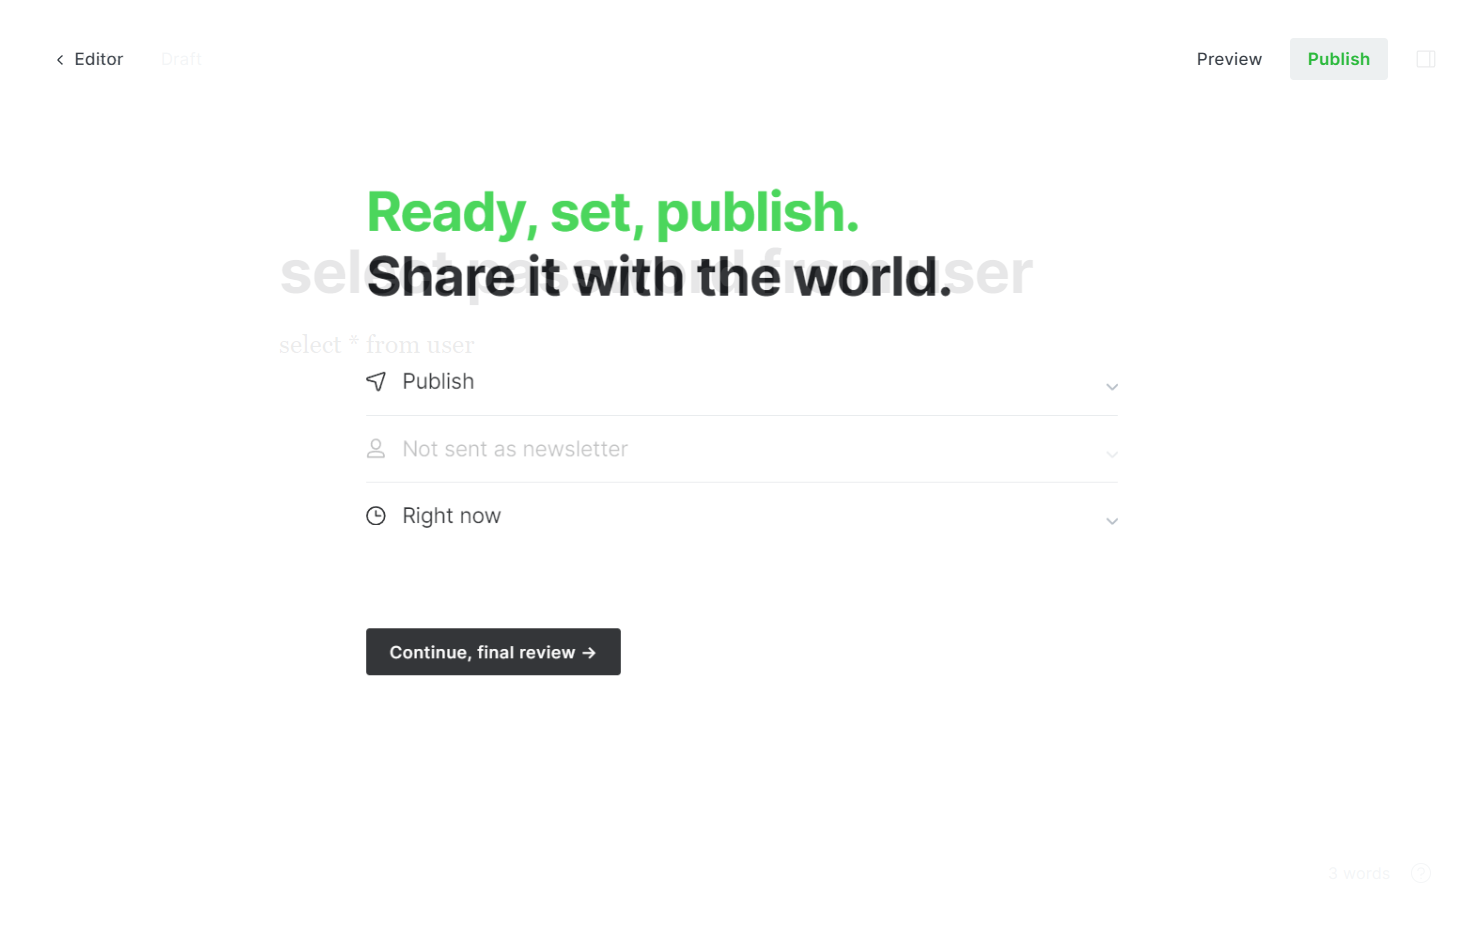 Editor
Draft
Preview
Publish
Ready, set, publish.
select password from user
Share it with the world.
select * from user
Publish
Not sent as newsletter
Right now
Continue, final review →
3 words